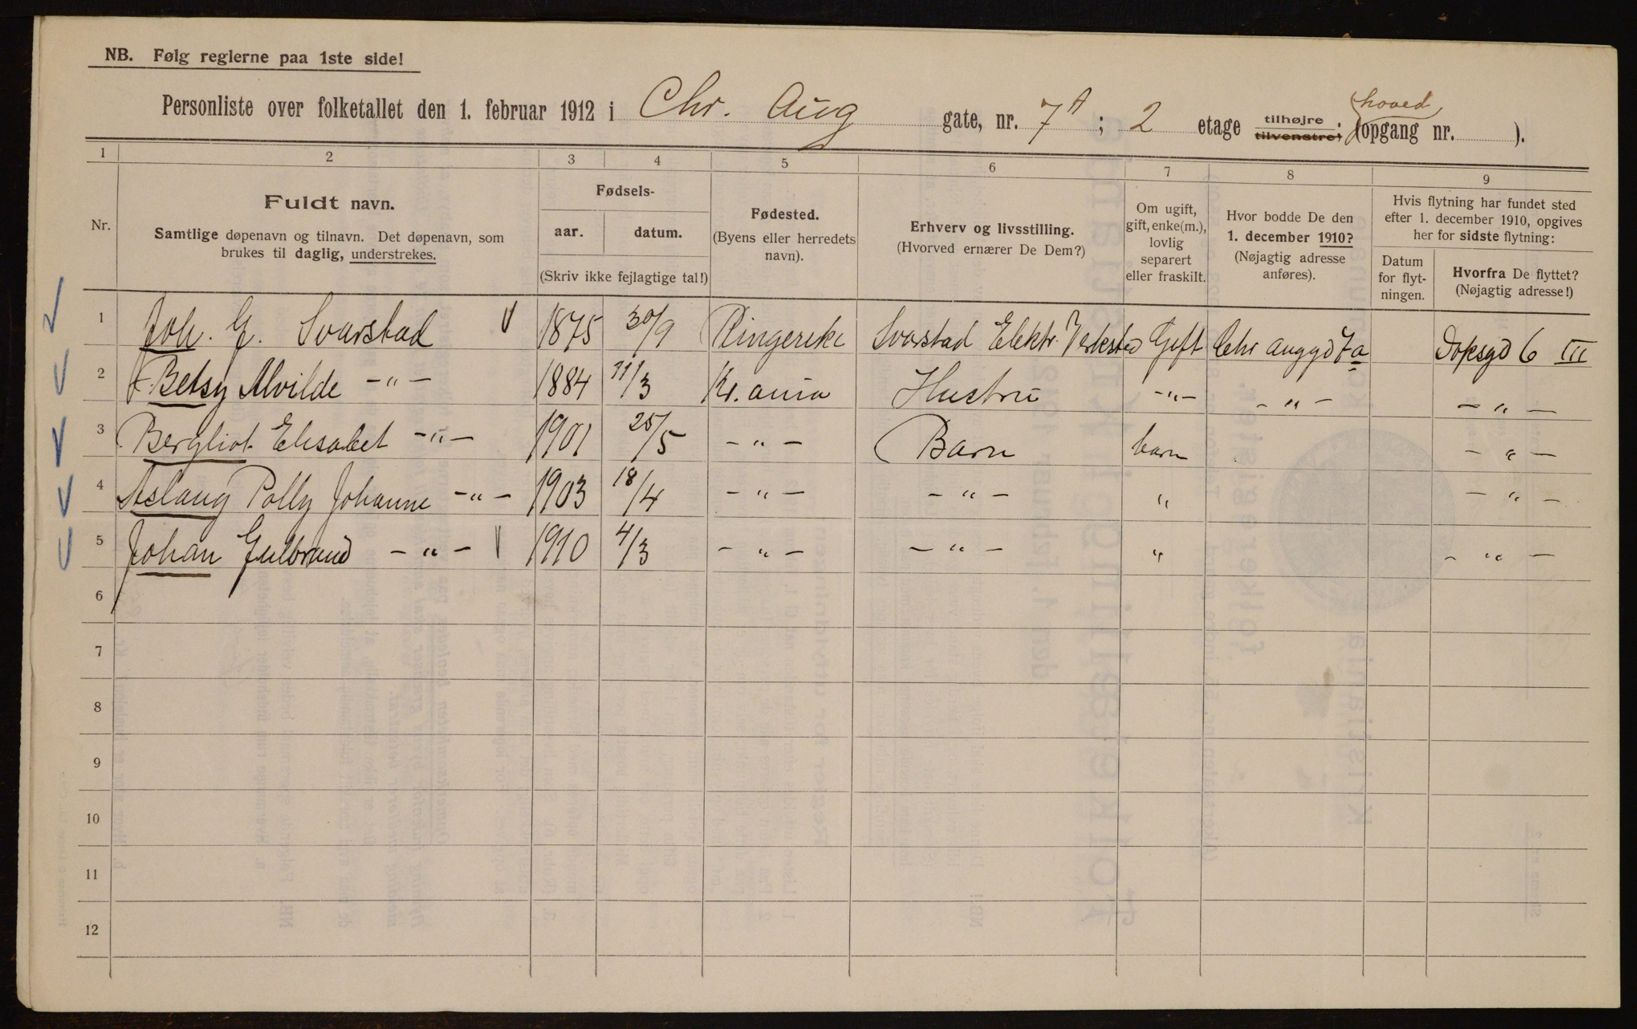 NB. Følg reglerne paa 1ste side!
Personliste over folketallet den 1. februar 1912 i Chr. Aug gate, nr. 7A ; 2 etage tilhøjre tilvenstre; (hoved opgang nr. ).
1 2 3 4 5 6 7 8 9
Nr.
Fuldt navn.
Samtlige døpenavn og tilnavn. Det døpenavn, som
brukes til daglig, understrekes.
Fødsels-
aar. datum.
(Skriv ikke fejlagtige tal!)
Fødested.
(Byens eller herredets
navn).
Erhverv og livsstilling.
(Hvorved ernærer De Dem?)
Om ugift,
gift, enke(m.),
lovlig
separert
eller fraskilt.
Hvor bodde De den
1. december 1910?
(Nøjagtig adresse
anføres).
Hvis flytning har fundet sted
efter 1. december 1910, opgives
her for sidste flytning:
Datum
for flyt-
ningen.
Hvorfra De flyttet?
(Nøjagtig adresse!)
1 Joh. G. Svarstad 1875 30/9 Ringerike Svarstad Elektr. Verksted Gift Chr Auggd 7a Dopsgd 6 III
2 Betsy Alvilde -"- 1884 11/3 Kr.ania Hustru -"- -"- -"-
3 Bergliot Elisabet -"- 1901 25/5 -"- Barn barn -"-
4 Aslaug Polly Johanne -"- 1903 18/4 -"- -"- " -"-
5 Johan Gulbrand -"- 1910 4/3 -"- -"- " -"-
6
7
8
9
10
11
12